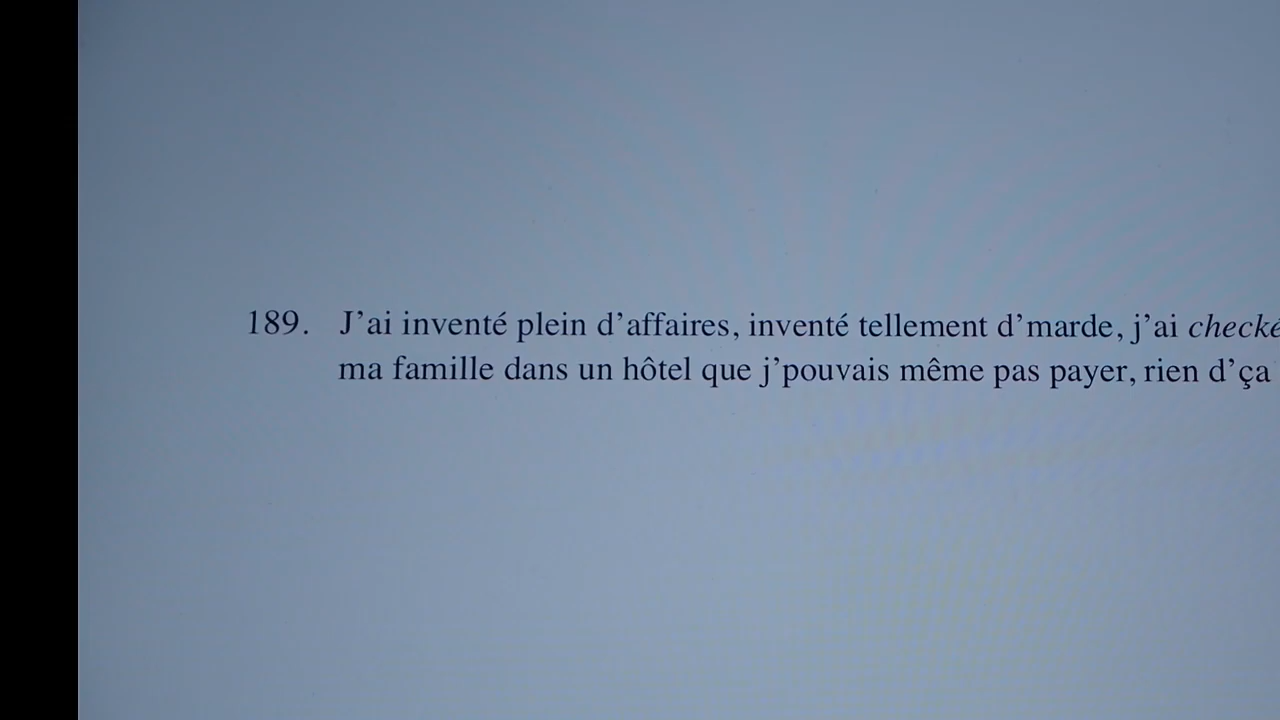 189. J’ai inventé plein d’affaires, inventé tellement d’marde, j’ai checké
ma famille dans un hôtel que j’pouvais même pas payer, rien d’ça